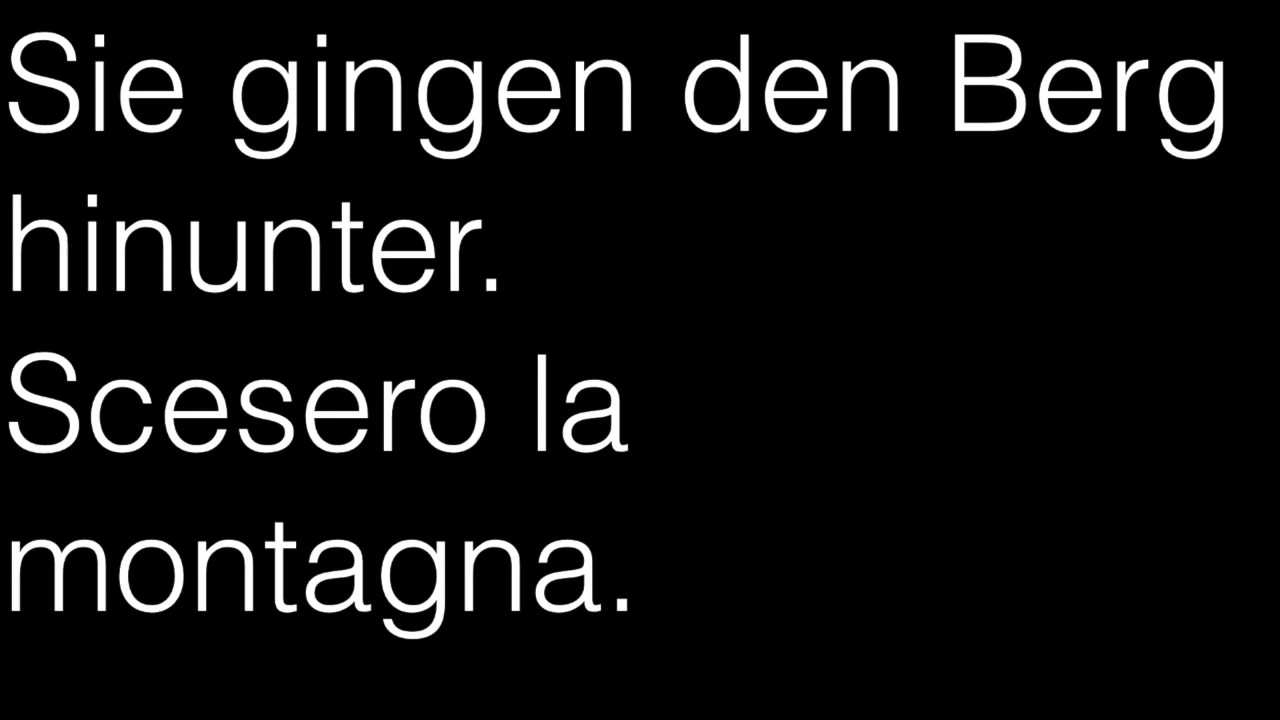 Sie gingen den Berg
hinunter.
Scesero la
montagna.